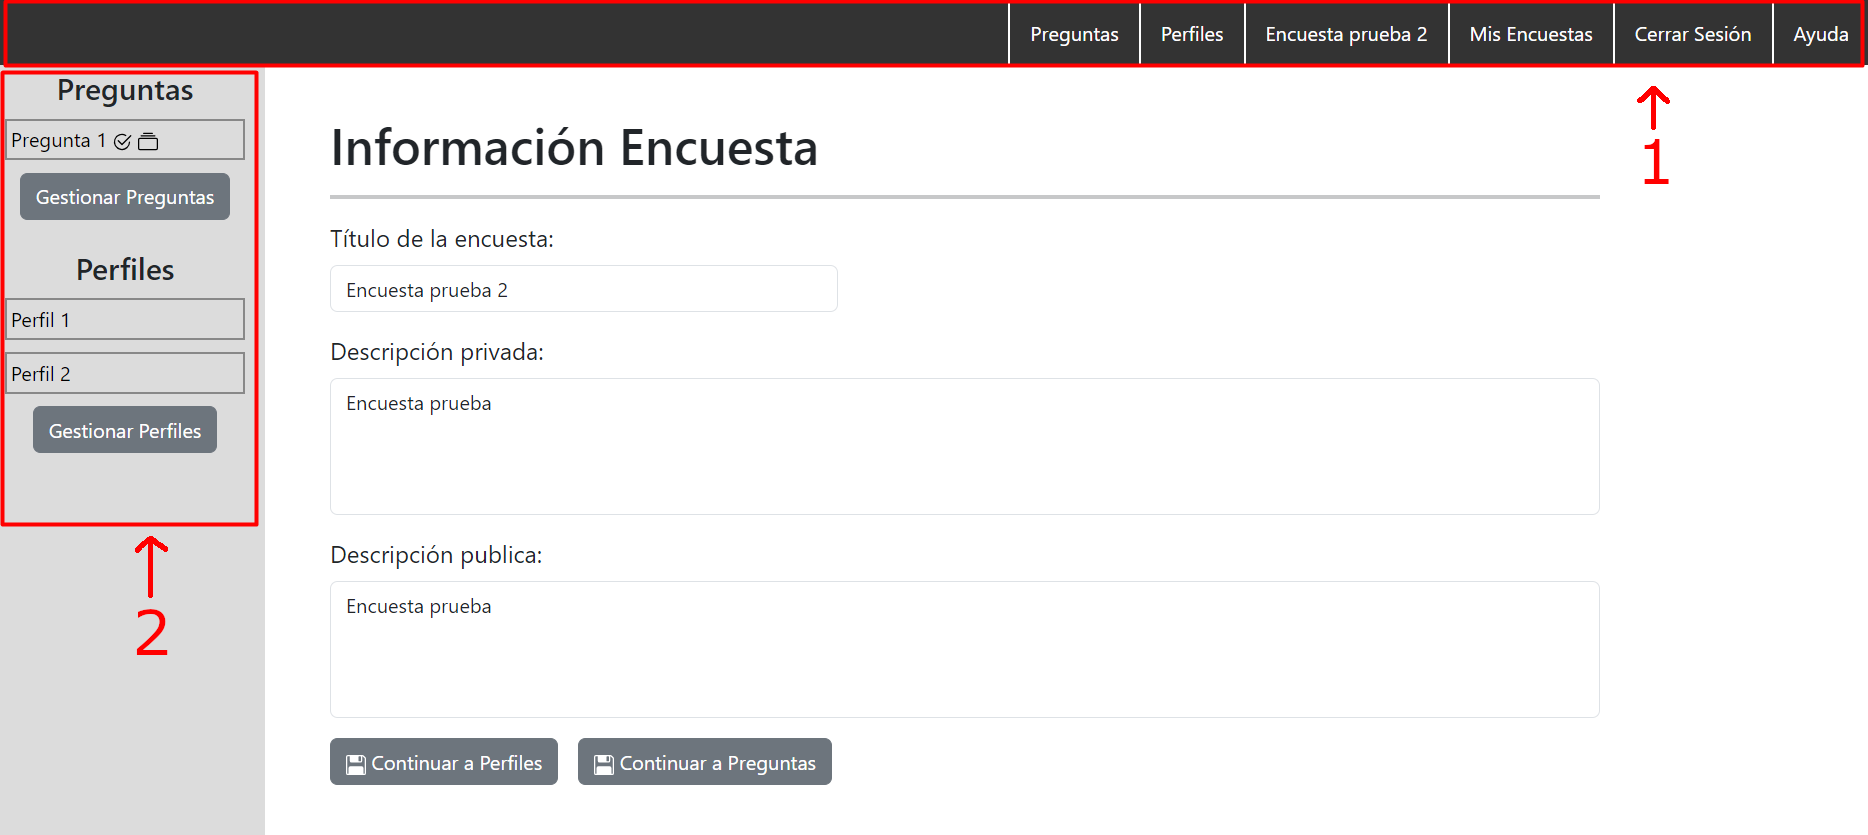 Preguntas Perfiles Encuesta prueba 2 Mis Encuestas Cerrar Sesión Ayuda
1
Preguntas
Pregunta 1
Gestionar Preguntas
Perfiles
Perfil 1
Perfil 2
Gestionar Perfiles
2
Información Encuesta
Título de la encuesta:
Encuesta prueba 2
Descripción privada:
Encuesta prueba
Descripción publica:
Encuesta prueba
Continuar a Perfiles Continuar a Preguntas